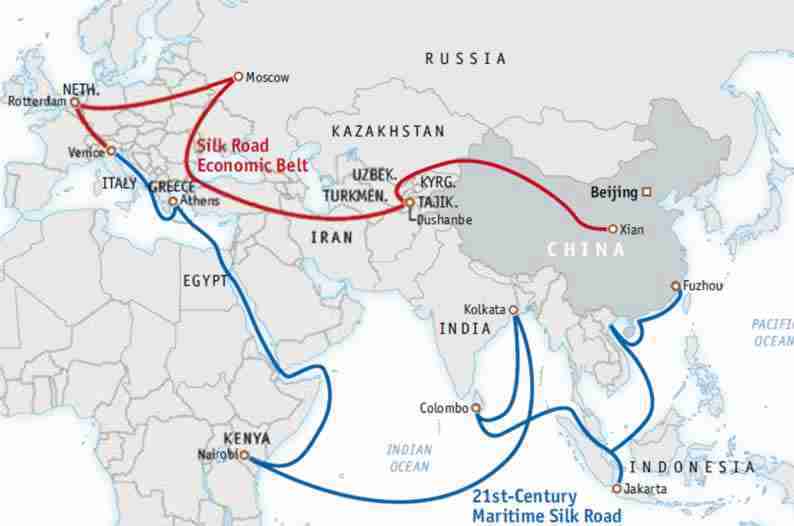 RUSSIA
NETH.
Moscow
Rotterdam
KAZAKHSTAN
Silk Road
Economic Belt
Venice
UZBEK.
KYRG.
ITALY
GREECE
TURKMEN.
TAJIK.
Beijing
Athens
Dushanbe
Xian
IRAN
CHINA
EGYPT
Fuzhou
Kolkata
INDIA
PACIFIC
OCEAN
Colombo
KENYA
Nairobi
INDIAN
OCEAN
INDONESIA
Jakarta
21st-Century
Maritime Silk Road